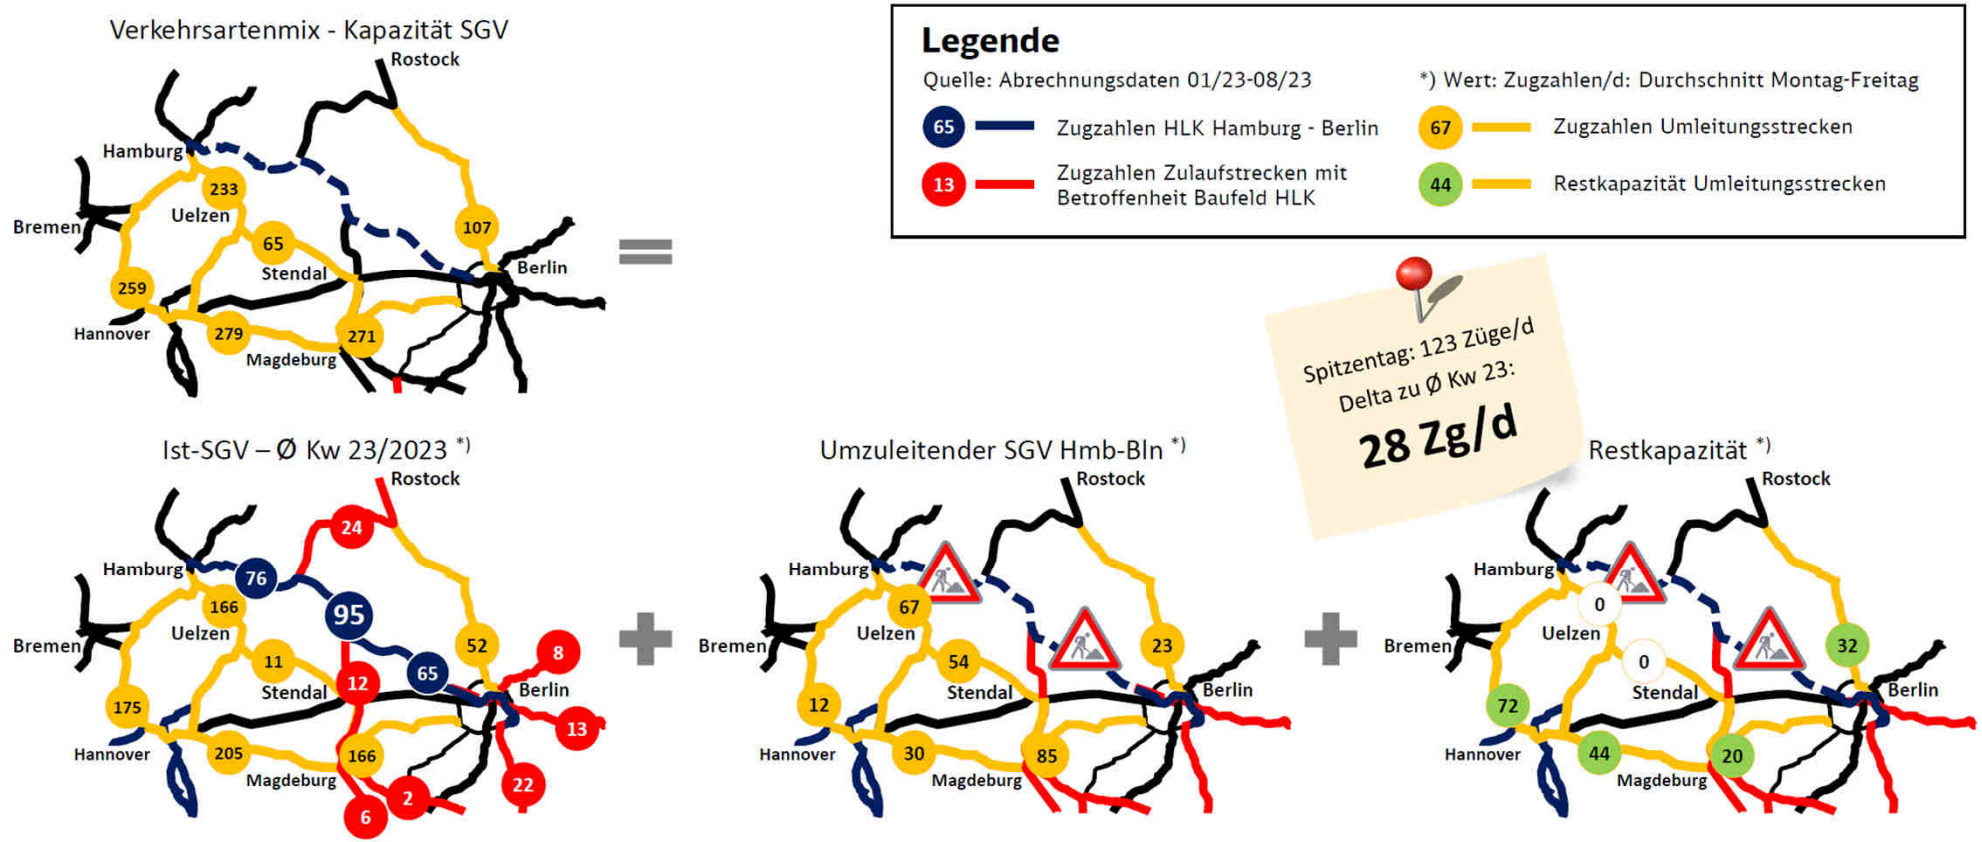 Verkehrsartenmix - Kapazität SGV
Rostock
Hamburg
233
Uelzen
Bremen
65
107
Stendal
Berlin
259
Hannover
279
271
Magdeburg
=
Legende
Quelle: Abrechnungsdaten 01/23-08/23
*) Wert: Zugzahlen/d: Durchschnitt Montag-Freitag
65 Zugzahlen HLK Hamburg - Berlin
67 Zugzahlen Umleitungsstrecken
13 Zugzahlen Zulaufstrecken mit
Betroffenheit Baufeld HLK
44 Restkapazität Umleitungsstrecken
Spitzentag: 123 Züge/d
Delta zu Ø Kw 23:
28 Zg/d
Ist-SGV – Ø Kw 23/2023 *)
Rostock
24
Hamburg
76
166
95
Uelzen
Bremen
11
52
8
65
12
Stendal
Berlin
175
13
Hannover
205
166
Magdeburg
22
2
6
+
Umzuleitender SGV Hmb-Bln *)
Rostock
Hamburg
67
Uelzen
Bremen
54
23
Stendal
Berlin
12
Hannover
30
85
Magdeburg
+
Restkapazität *)
Rostock
Hamburg
0
Uelzen
Bremen
0
32
Stendal
Berlin
72
Hannover
44
20
Magdeburg